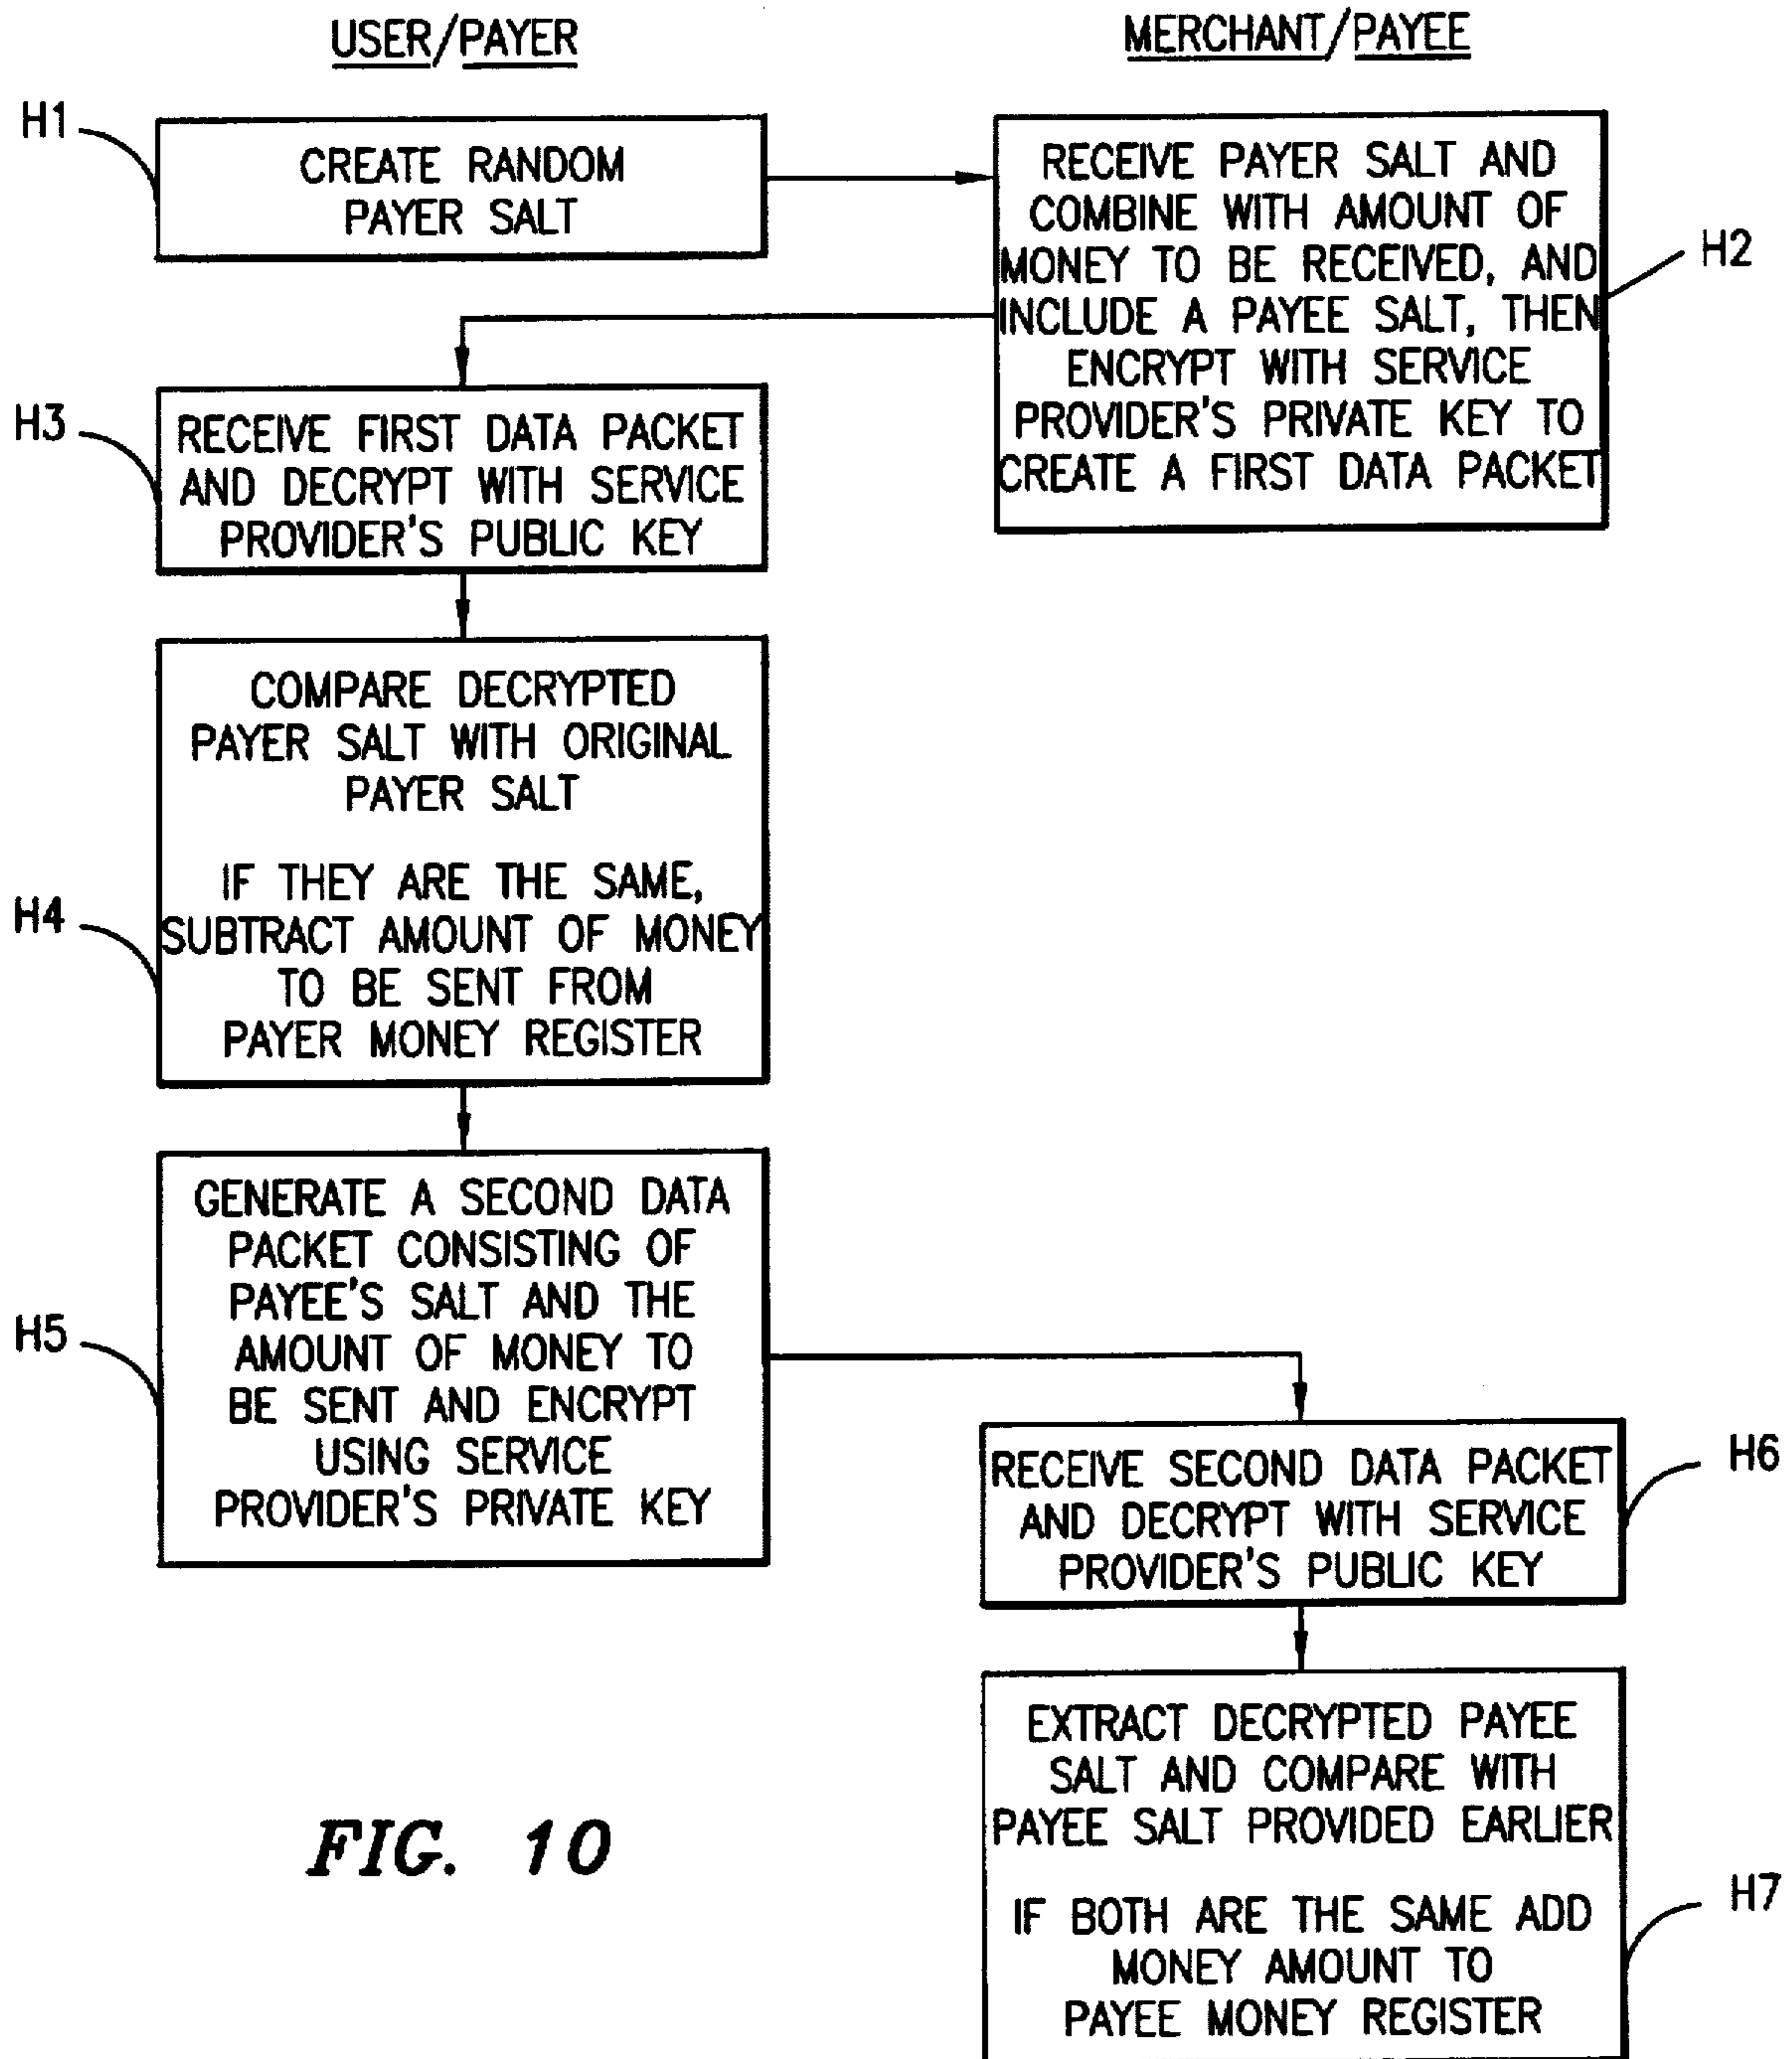 USER/PAYER
MERCHANT/PAYEE
H1
CREATE RANDOM
PAYER SALT
RECEIVE PAYER SALT AND
COMBINE WITH AMOUNT OF
MONEY TO BE RECEIVED, AND
INCLUDE A PAYEE SALT, THEN
ENCRYPT WITH SERVICE
PROVIDER'S PRIVATE KEY TO
CREATE A FIRST DATA PACKET
H2
H3
RECEIVE FIRST DATA PACKET
AND DECRYPT WITH SERVICE
PROVIDER'S PUBLIC KEY
H4
COMPARE DECRYPTED
PAYER SALT WITH ORIGINAL
PAYER SALT
IF THEY ARE THE SAME,
SUBTRACT AMOUNT OF MONEY
TO BE SENT FROM
PAYER MONEY REGISTER
H5
GENERATE A SECOND DATA
PACKET CONSISTING OF
PAYEE'S SALT AND THE
AMOUNT OF MONEY TO
BE SENT AND ENCRYPT
USING SERVICE
PROVIDER'S PRIVATE KEY
RECEIVE SECOND DATA PACKET
AND DECRYPT WITH SERVICE
PROVIDER'S PUBLIC KEY
H6
EXTRACT DECRYPTED PAYEE
SALT AND COMPARE WITH
PAYEE SALT PROVIDED EARLIER
IF BOTH ARE THE SAME ADD
MONEY AMOUNT TO
PAYEE MONEY REGISTER
H7
FIG. 10